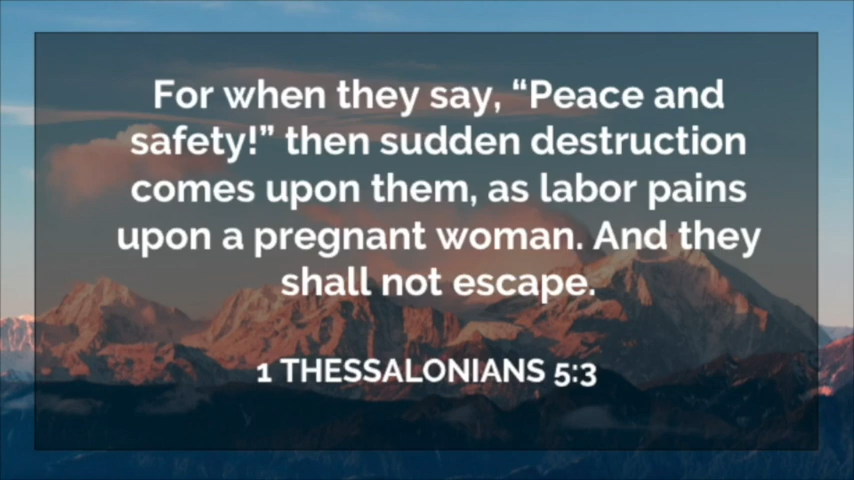 For when they say, “Peace and
safety!” then sudden destruction
comes upon them, as labor pains
upon a pregnant woman. And they
shall not escape.
1 THESSALONIANS 5:3